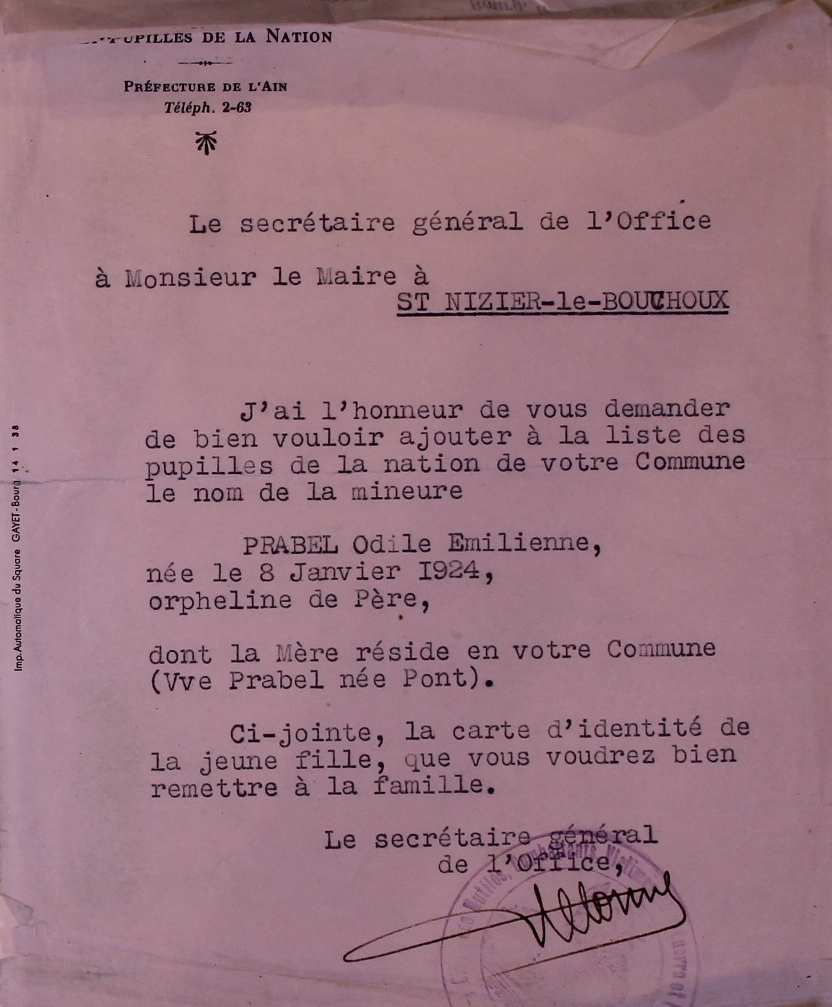 PUPILLES DE LA NATION
PRÉFECTURE DE L'AIN
Téléph. 2-63
Le secrétaire général de l'Office
à Monsieur le Maire à
ST NIZIER-le-BOUCHOUX
J'ai l'honneur de vous demander
de bien vouloir ajouter à la liste des
pupilles de la nation de votre Commune
le nom de la mineure
PRABEL Odile Emilienne,
née le 8 Janvier I924,
orpheline de Père,
dont la Mère réside en votre Commune
(Vve Prabel née Pont).
Ci-jointe, la carte d'identité de
la jeune fille, que vous voudrez bien
remettre à la famille.
Le secrétaire général
de l'Office,
Imp. Automatique du Square GAYET-Bourg 14 1 38